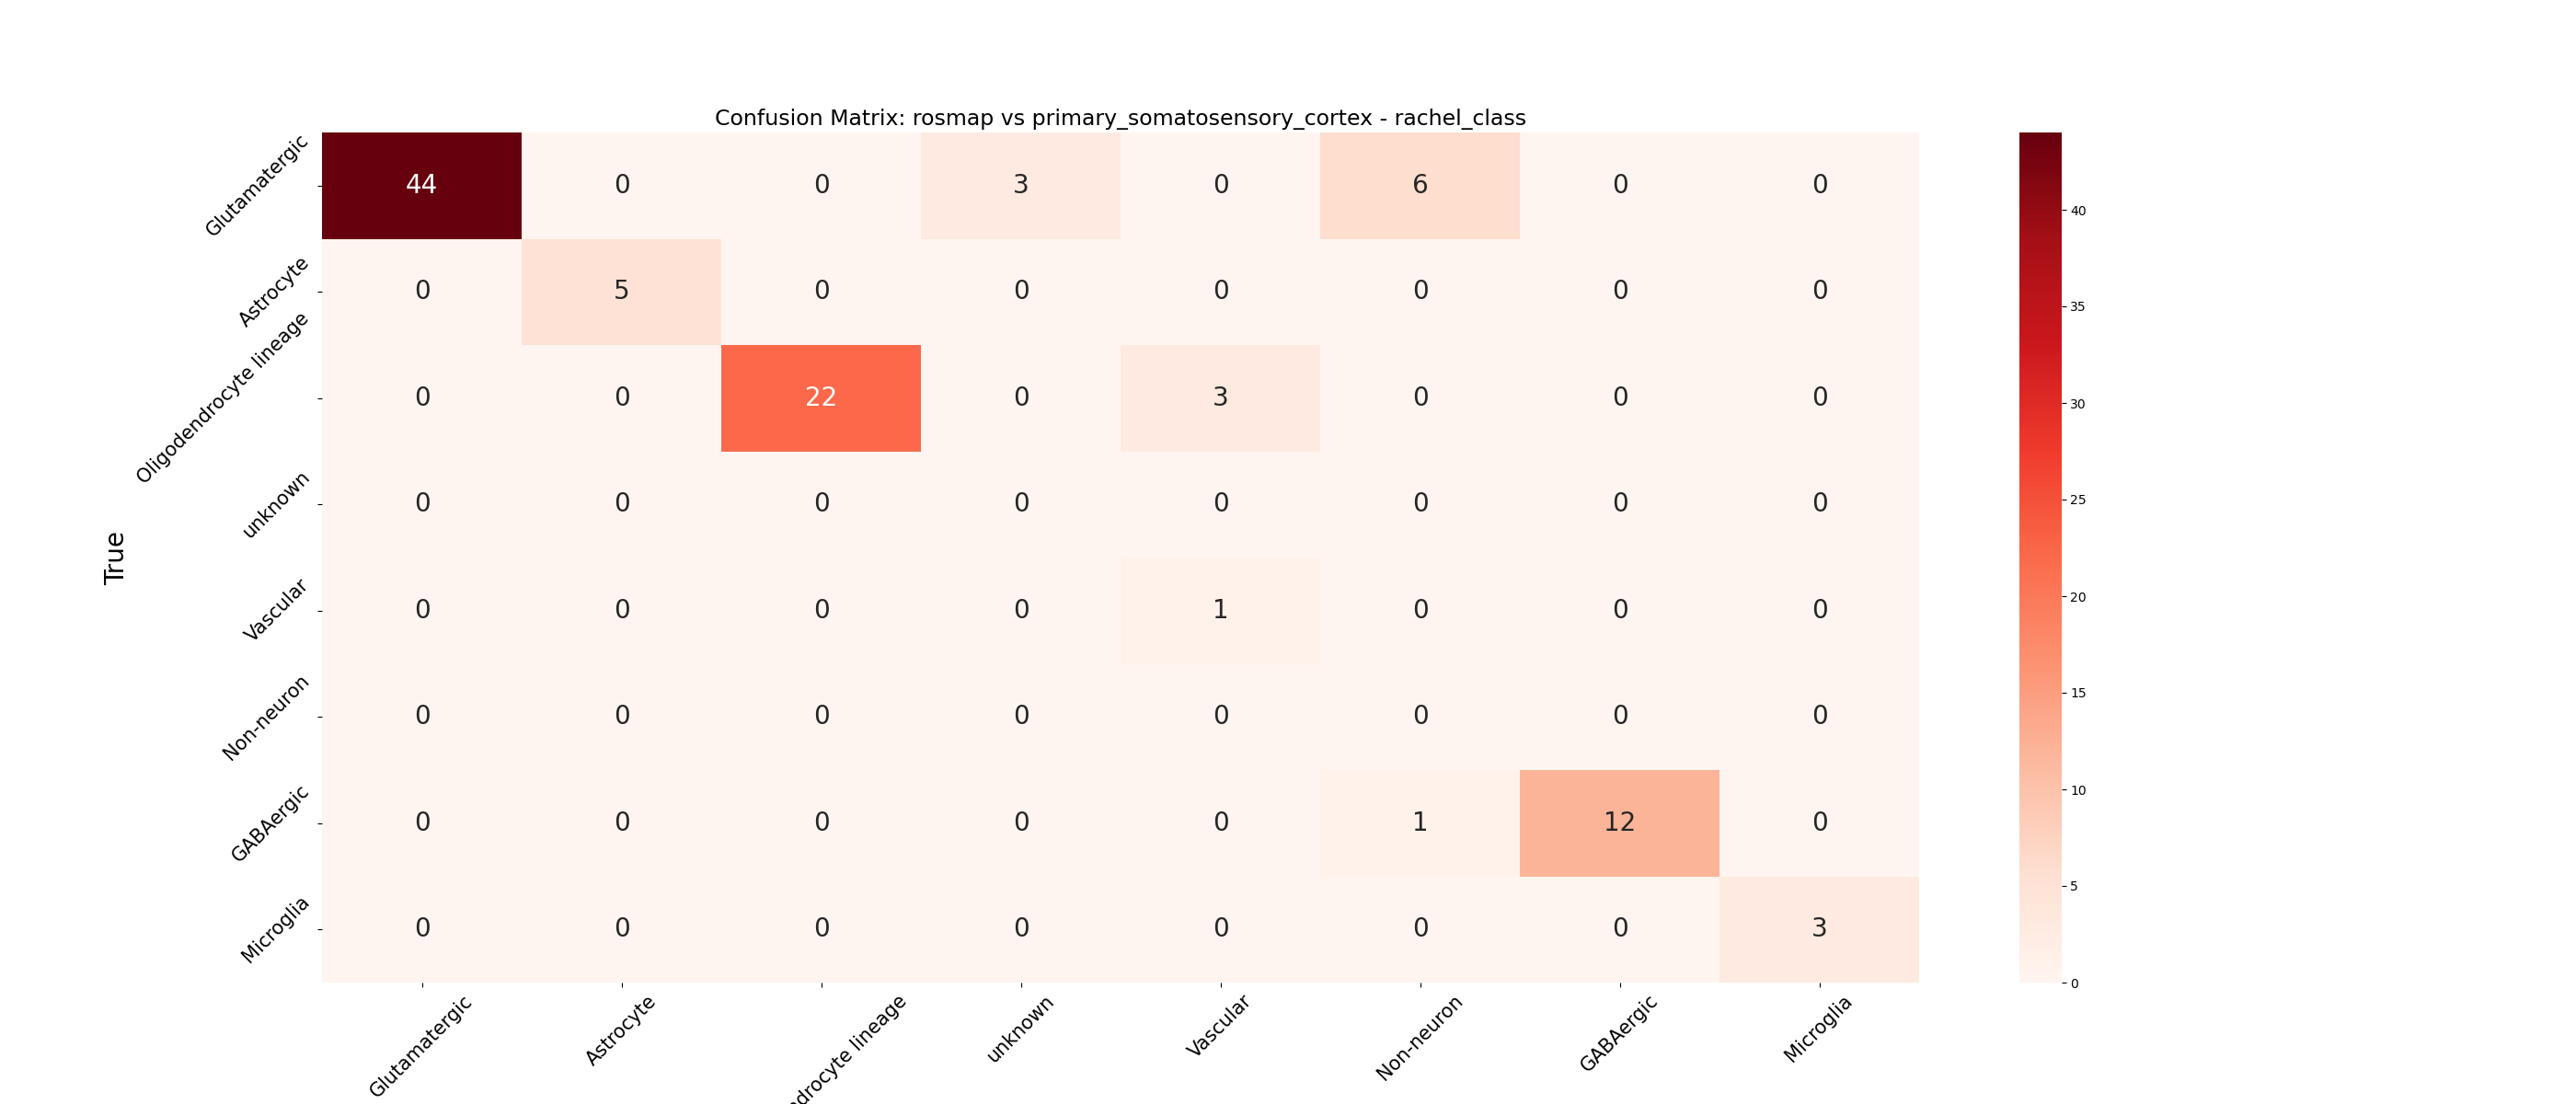 Confusion Matrix: rosmap vs primary_somatosensory_cortex - rachel_class
Glutamatergic 44 0 0 3 0 6 0 0
Astrocyte 0 5 0 0 0 0 0 0
Oligodendrocyte lineage 0 0 22 0 3 0 0 0
unknown 0 0 0 0 0 0 0 0
Vascular 0 0 0 0 1 0 0 0
Non-neuron 0 0 0 0 0 0 0 0
GABAergic 0 0 0 0 0 1 12 0
Microglia 0 0 0 0 0 0 0 3
True
Glutamatergic Astrocyte ndrocyte lineage unknown Vascular Non-neuron GABAergic Microglia
40
35
30
25
20
15
10
5
0